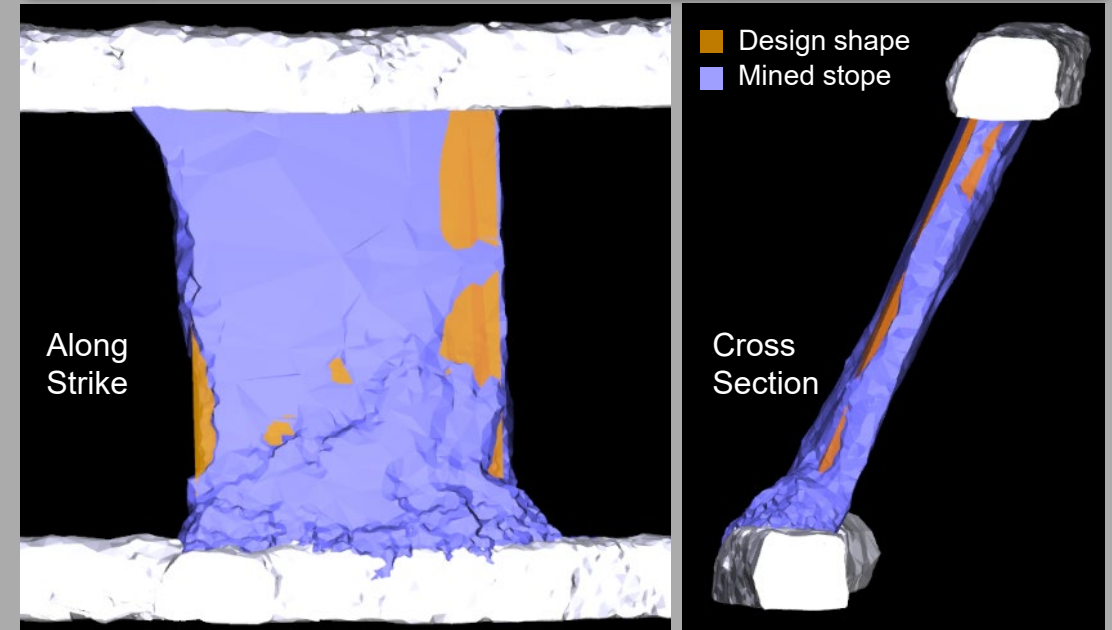 Design shape
Mined stope
Along
Strike
Cross
Section